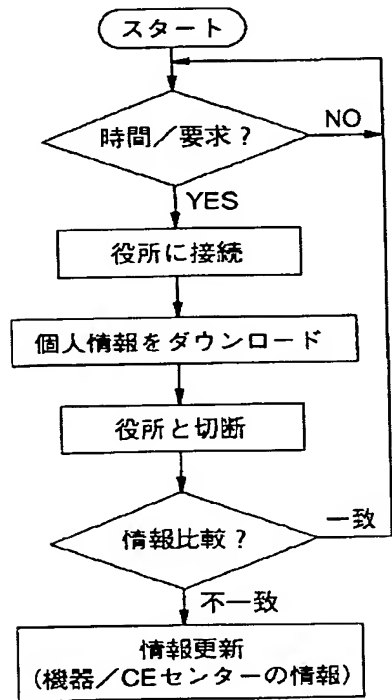 スタート
時間／要求？
NO
YES
役所に接続
個人情報をダウンロード
役所と切断
情報比較？
一致
不一致
情報更新
(機器／CEセンターの情報)